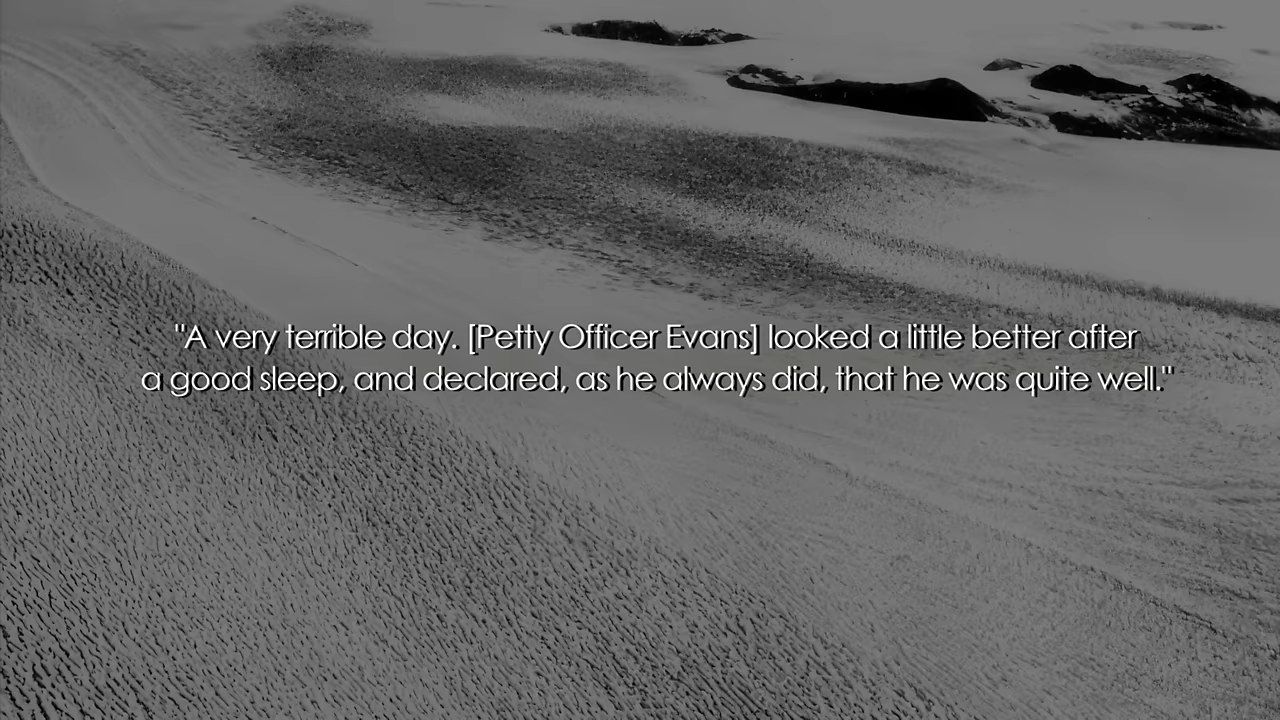 "A very terrible day. [Petty Officer Evans] looked a little better after
a good sleep, and declared, as he always did, that he was quite well."